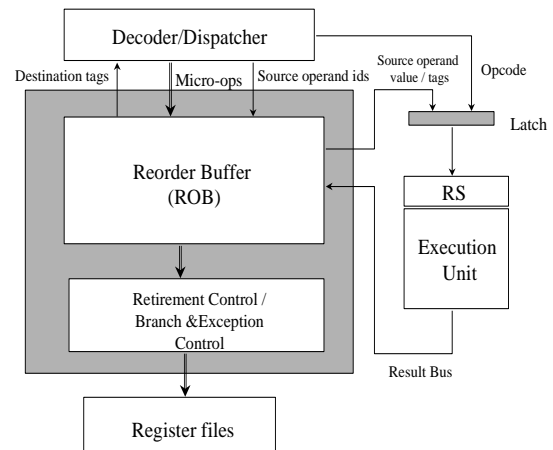 Decoder/Dispatcher
Destination tags
Micro-ops
Source operand ids
Source operand
value / tags
Opcode
Latch
Reorder Buffer
(ROB)
RS
Execution
Unit
Retirement Control /
Branch &Exception
Control
Result Bus
Register files